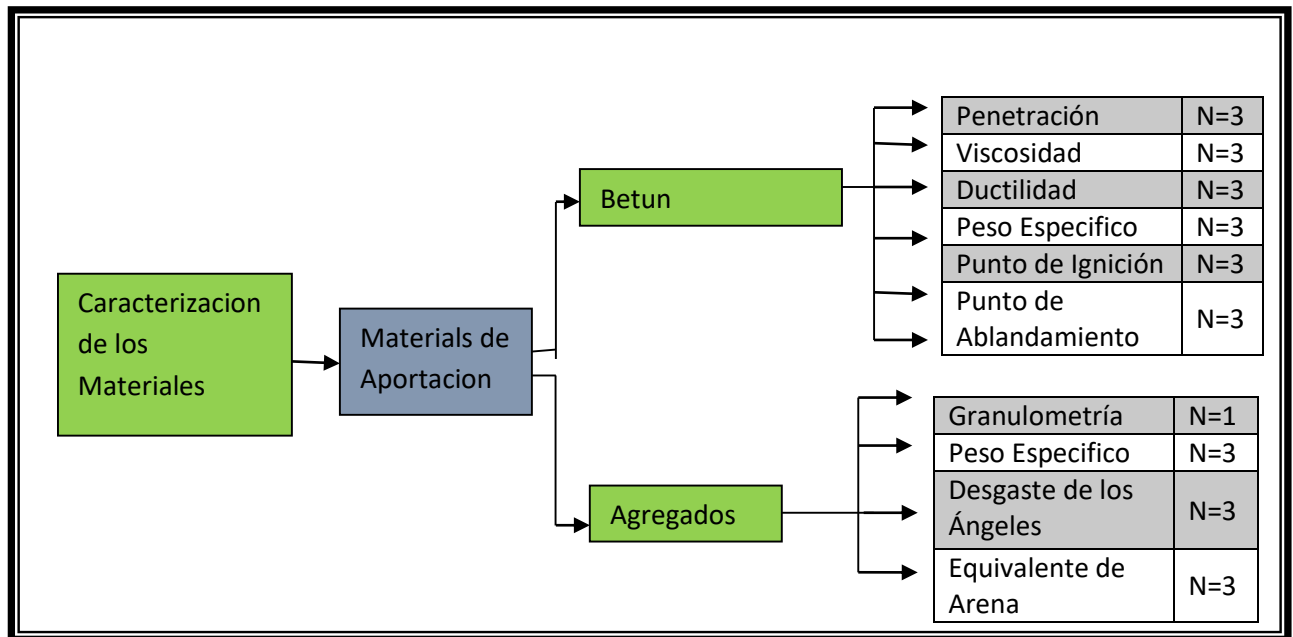 Caracterizacion
de los
Materiales
Materials de
Aportacion
Betun
Penetración N=3
Viscosidad N=3
Ductilidad N=3
Peso Especifico N=3
Punto de Ignición N=3
Punto de
Ablandamiento N=3
Agregados
Granulometría N=1
Peso Especifico N=3
Desgaste de los
Ángeles N=3
Equivalente de
Arena N=3